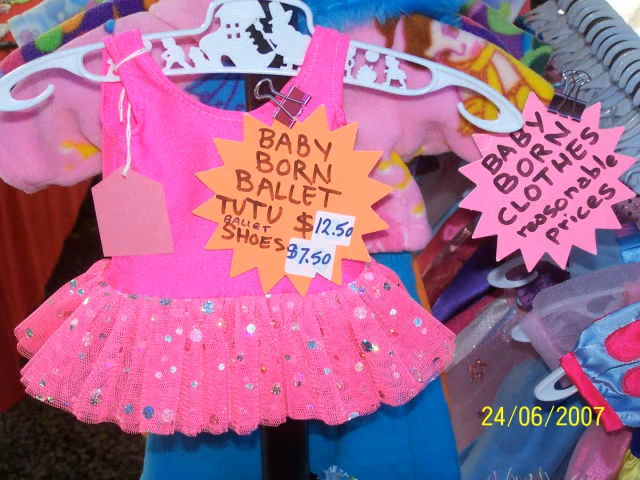 BABY
BORN
BALLET
TUTU $12.50
BALLET
SHOES $7.50
BABY
BORN
CLOTHES
reasonable
prices
24/06/2007